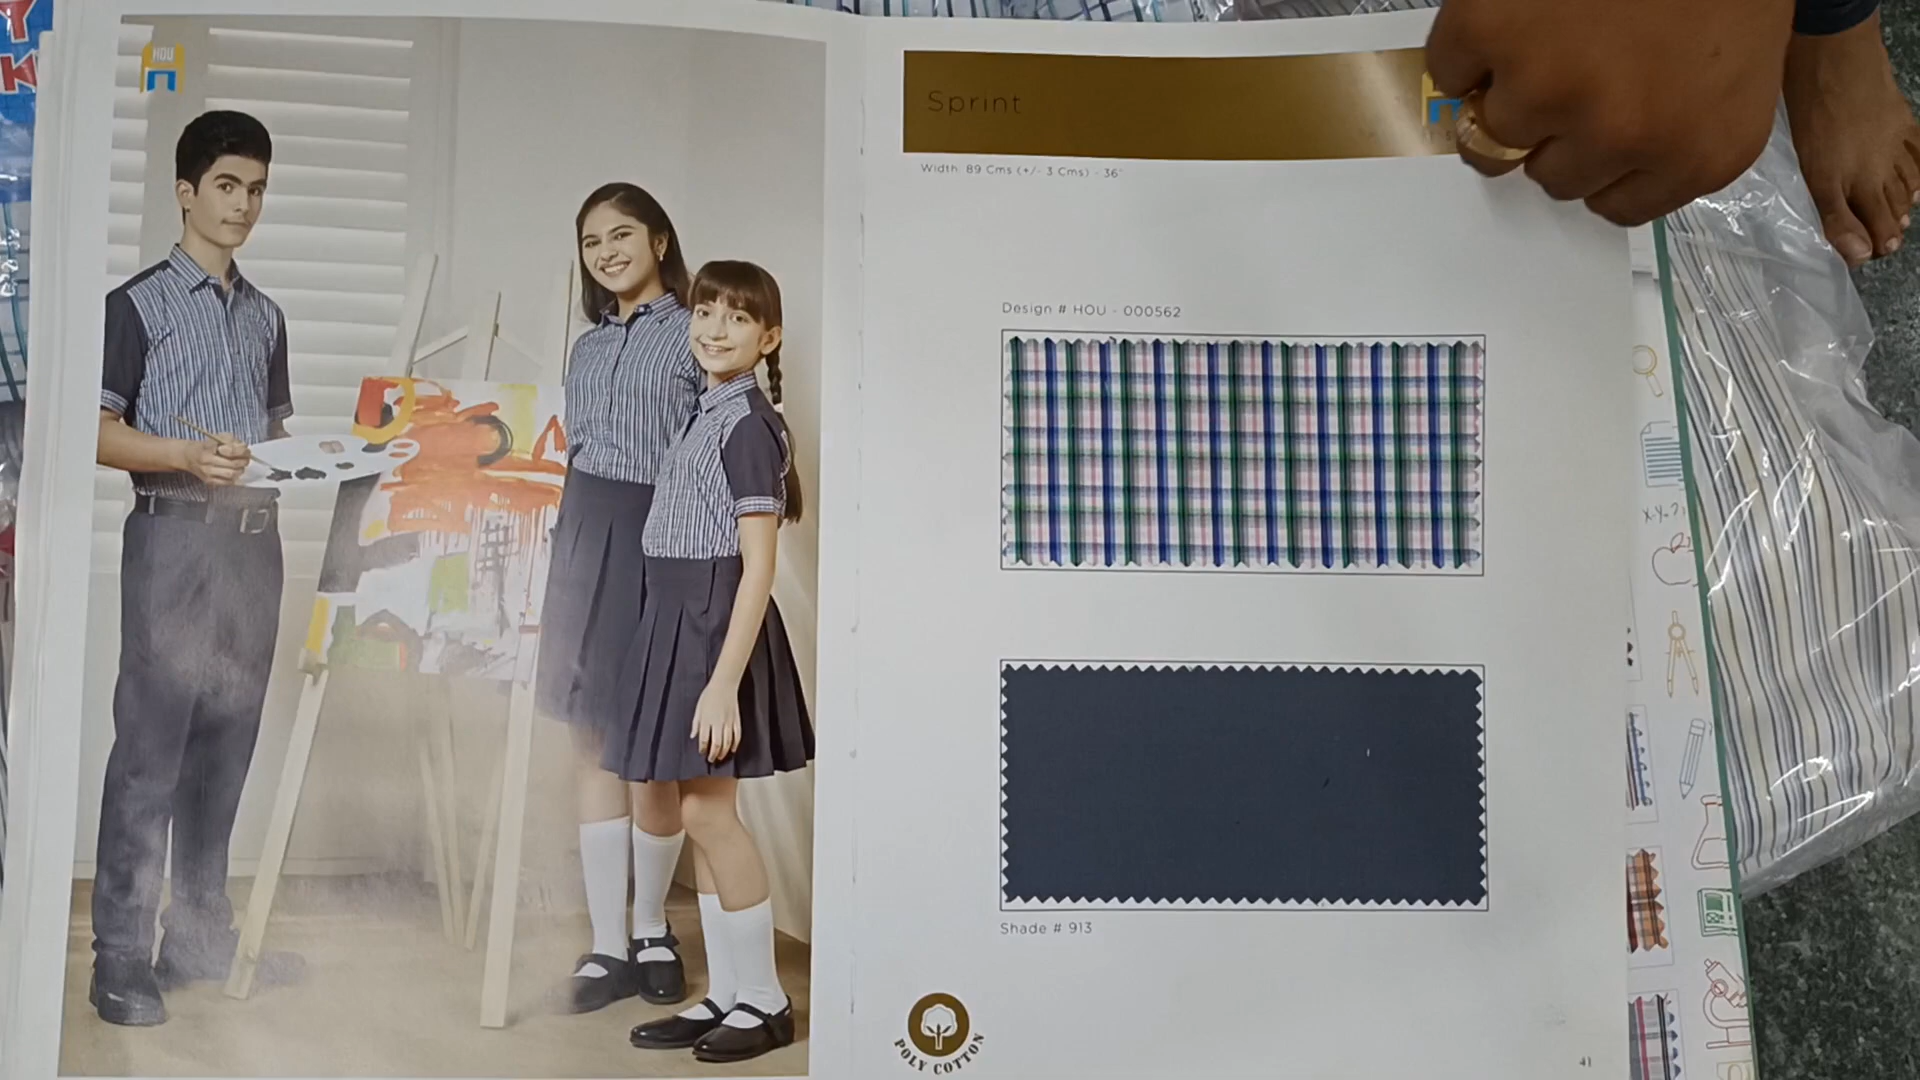 Y
K
HOU
Sprint
Width: 89 Cms (+/- 3 Cms) - 36"
Design # HOU - 000562
Shade # 913
POLY COTTON
41